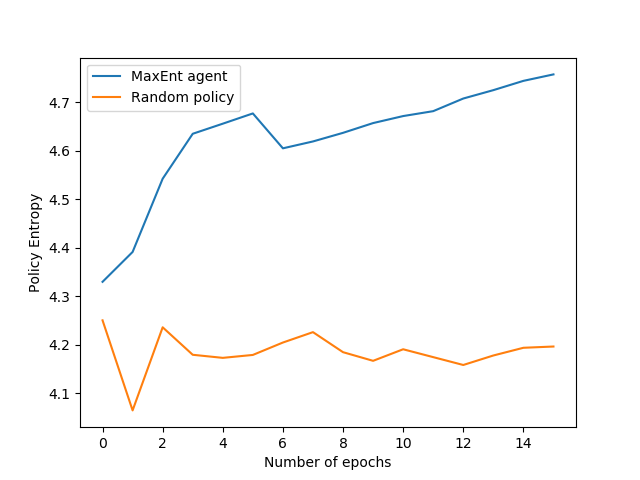 MaxEnt agent
Random policy
Policy Entropy
4.7
4.6
4.5
4.4
4.3
4.2
4.1
0 2 4 6 8 10 12 14
Number of epochs